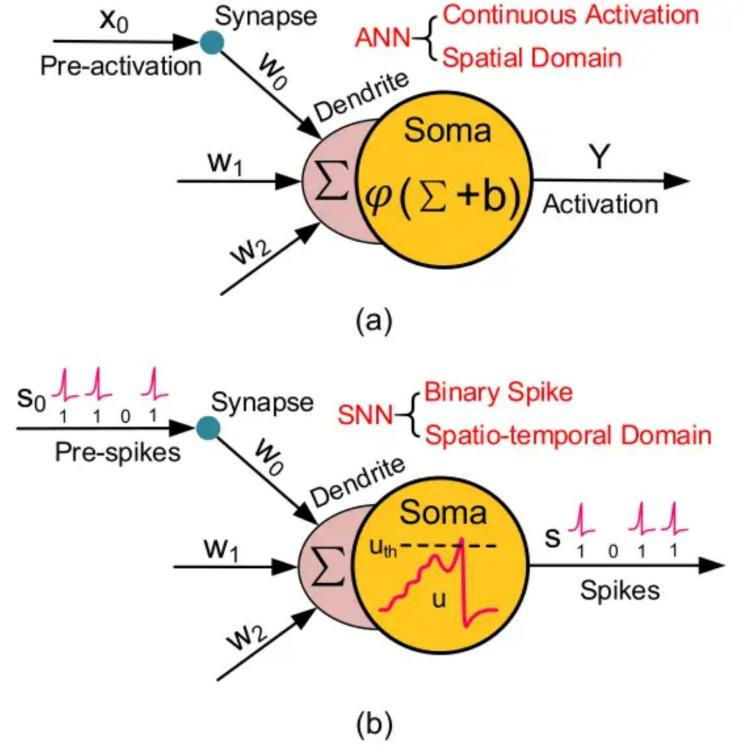 x₀
Synapse
Pre-activation
w₀
Dendrite
ANN
Continuous Activation
Spatial Domain
w₁
Σ
Soma
φ(Σ+b)
Y
Activation
w₂
(a)
s₀
1 1 0 1
Pre-spikes
Synapse
w₀
Dendrite
SNN
Binary Spike
Spatio-temporal Domain
w₁
Σ
Soma
uₜₕ
u
s
1 0 1 1
Spikes
w₂
(b)